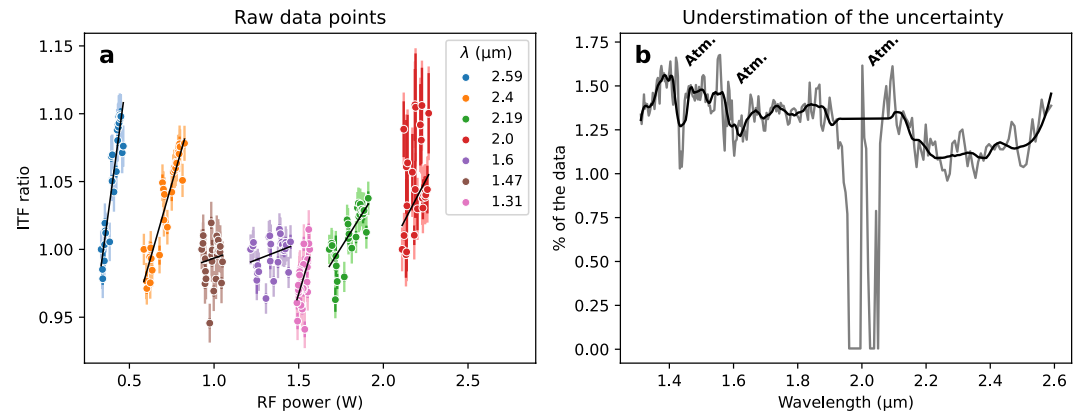 Raw data points
a
ITF ratio
1.15
1.10
1.05
1.00
0.95
0.5
1.0
1.5
2.0
2.5
RF power (W)
λ (μm)
2.59
2.4
2.19
2.0
1.6
1.47
1.31
Understimation of the uncertainty
b
Atm.
Atm.
Atm.
% of the data
1.75
1.50
1.25
1.00
0.75
0.50
0.25
0.00
1.4
1.6
1.8
2.0
2.2
2.4
2.6
Wavelength (μm)